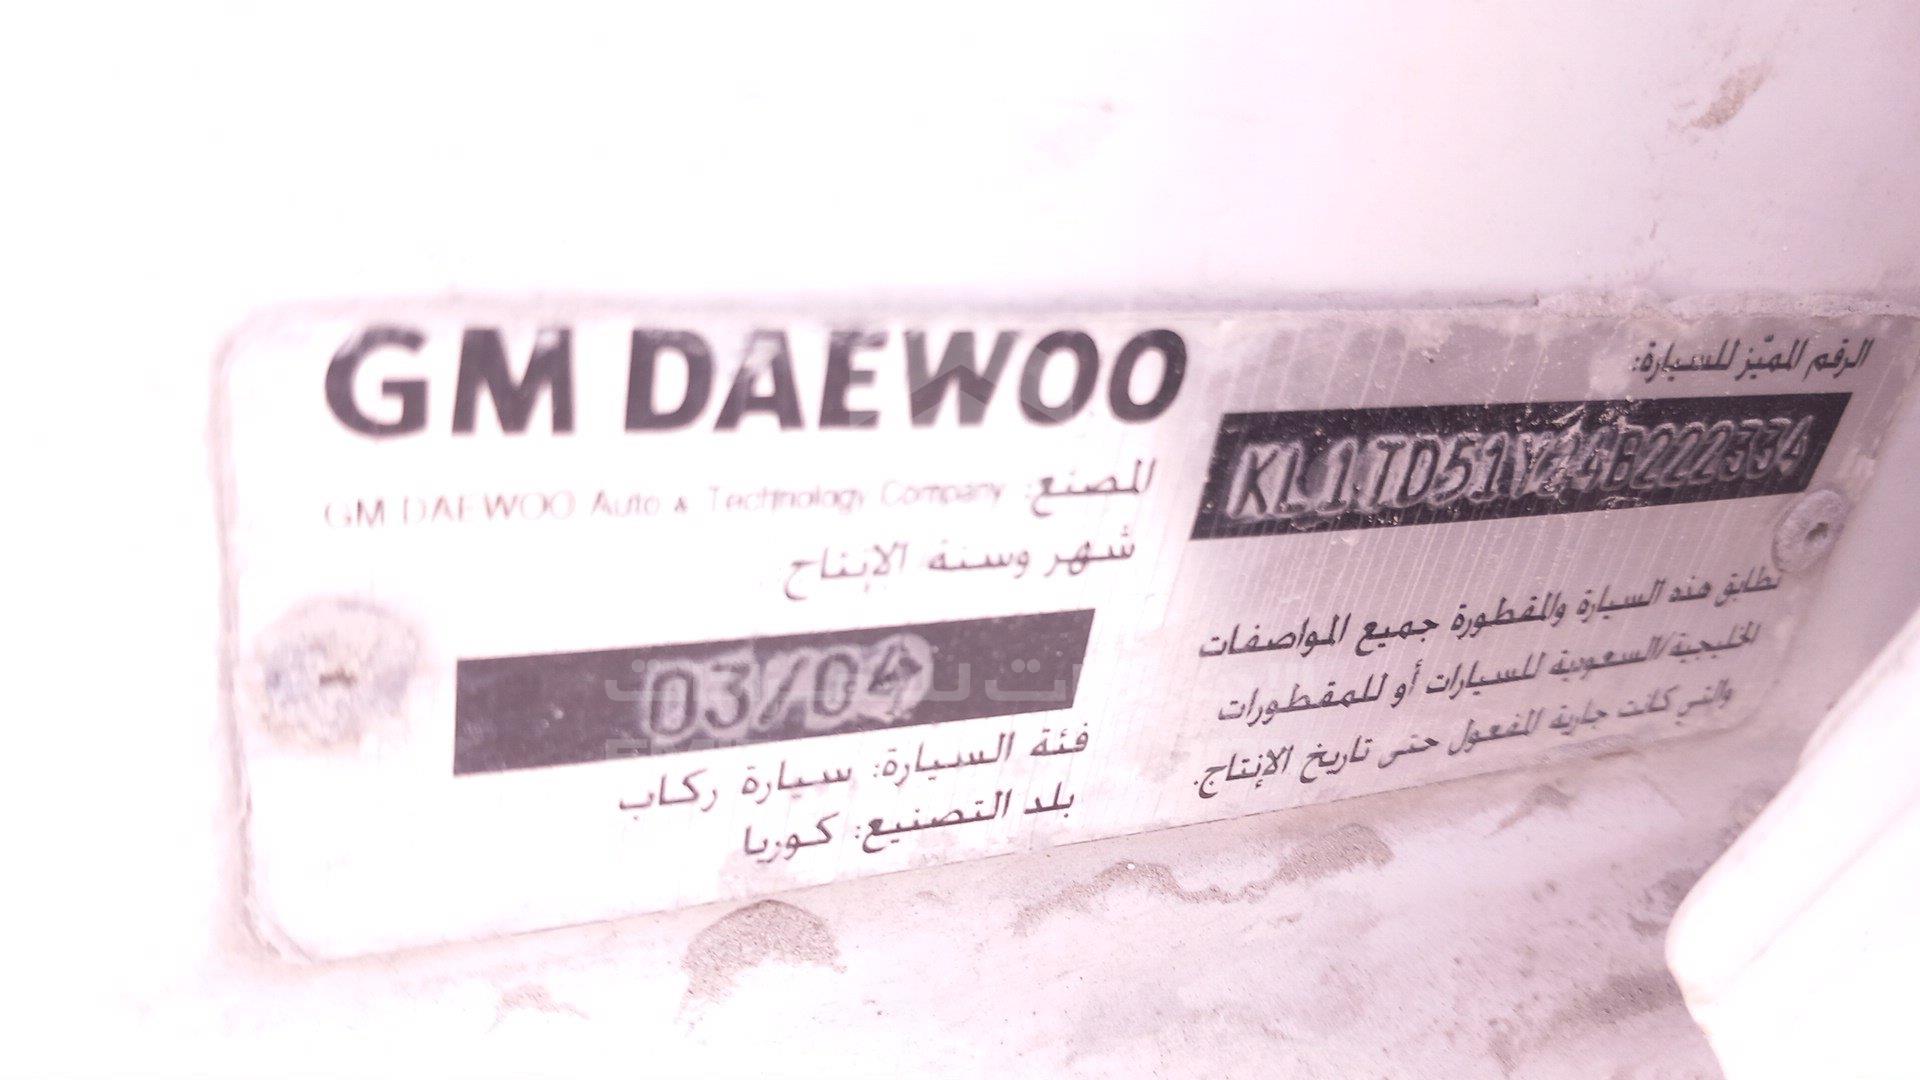 GM DAEWOO
المصنع: GM DAEWOO Auto & Technology Company
شهر وسنة الإنتاج
03/04
فئة السيارة: سيارة ركاب
بلد التصنيع: كوريا
الرقم المميّز للسيارة:
تطابق هذه السيارة والمقطورة جميع المواصفات
الخليجية/السعودية للسيارات أو للمقطورات
والتي كانت جارية المفعول حتى تاريخ الإنتاج.